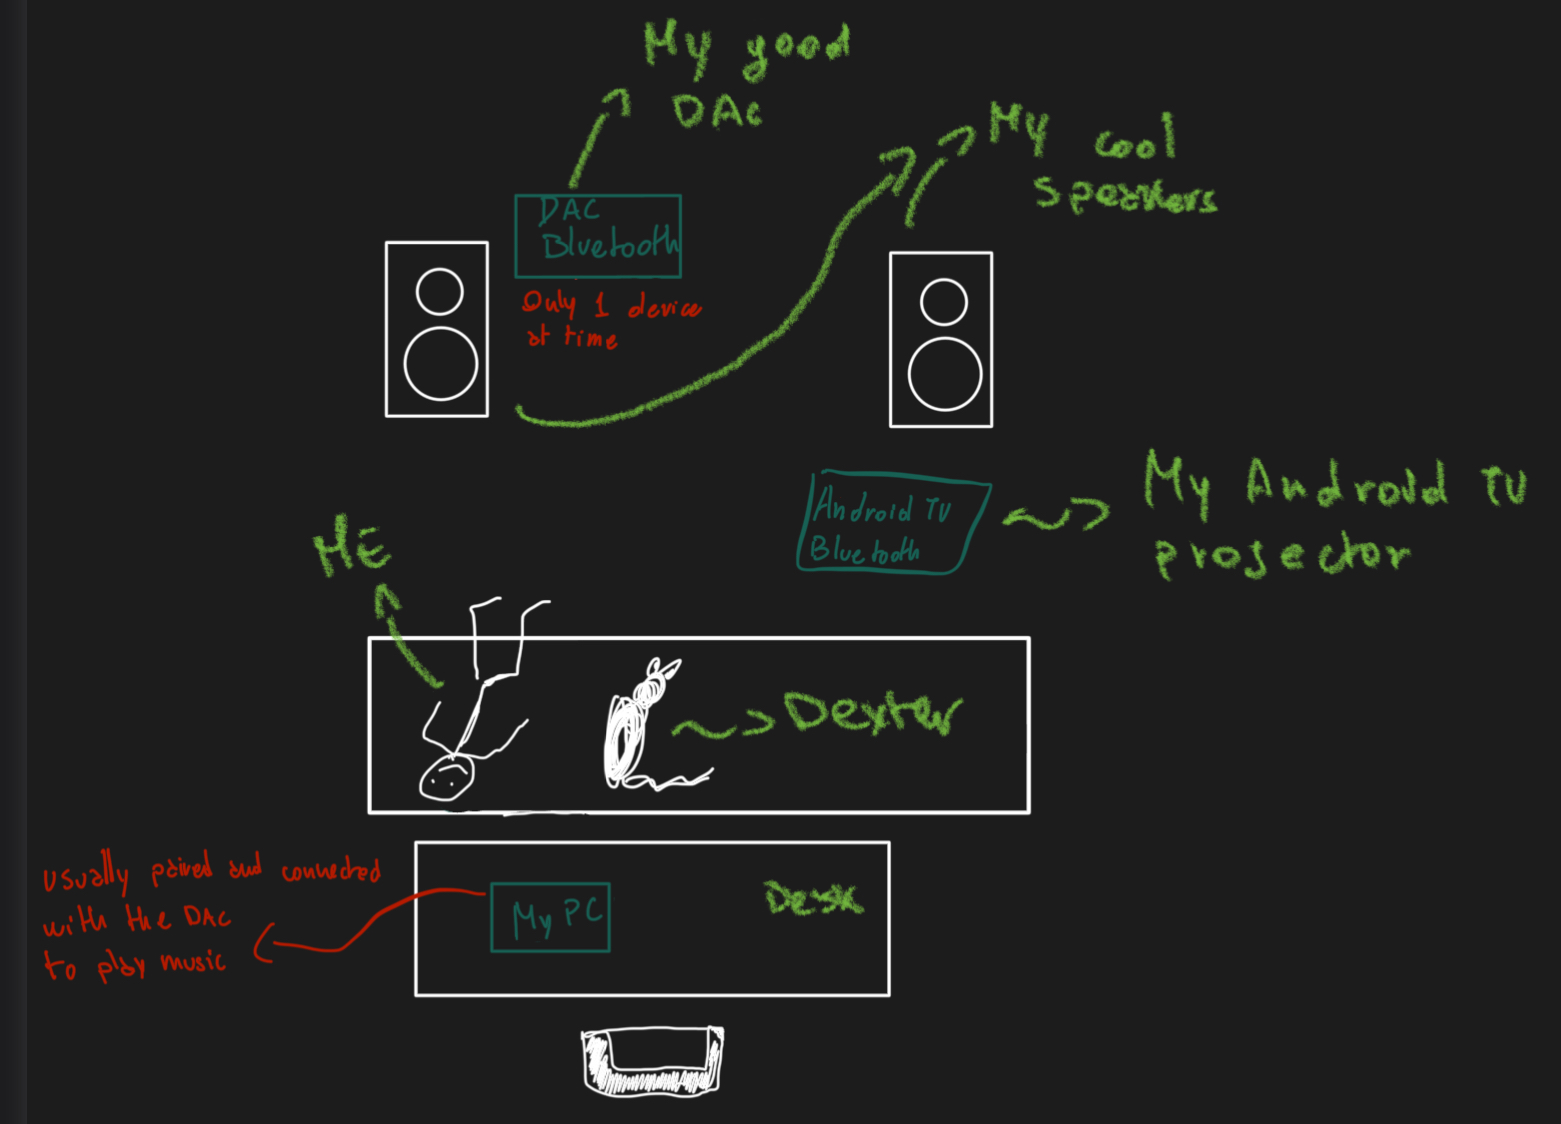 My good
DAC
My cool
speakers
DAC
Bluetooth
Only 1 device
at time
My Android TV
projector
Android TV
Bluetooth
ME
Dexter
Usually paired and connected
with the DAC
to play music
My PC
Desk